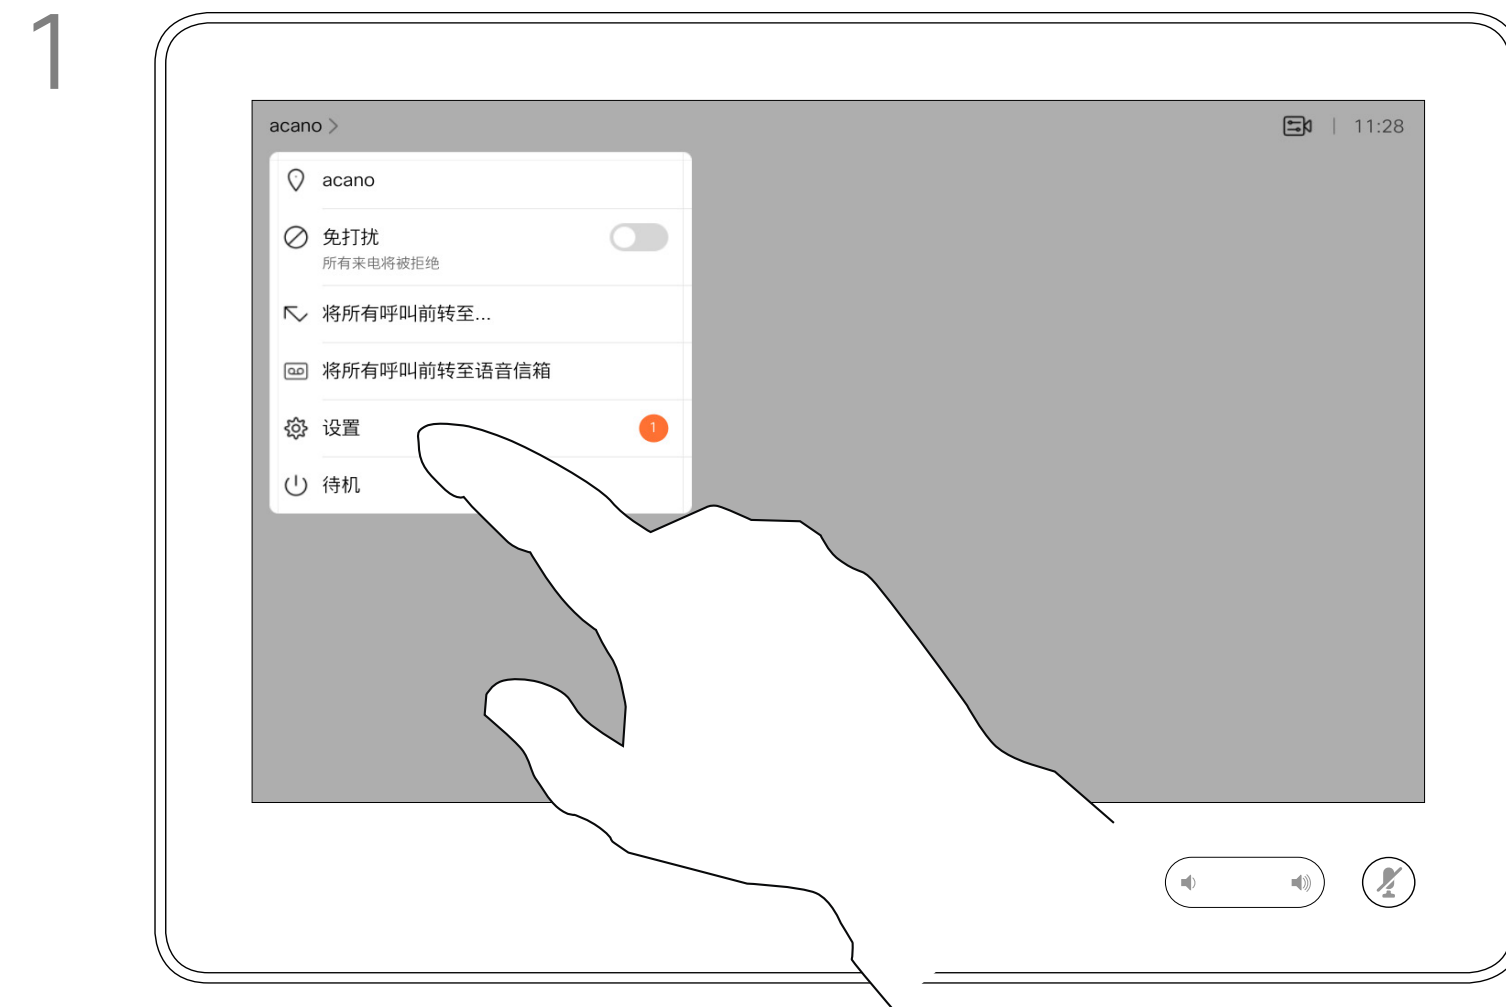 1
acano
11:28
acano
免打扰
所有来电将被拒绝
将所有呼叫前转至...
将所有呼叫前转至语音信箱
设置
1
待机